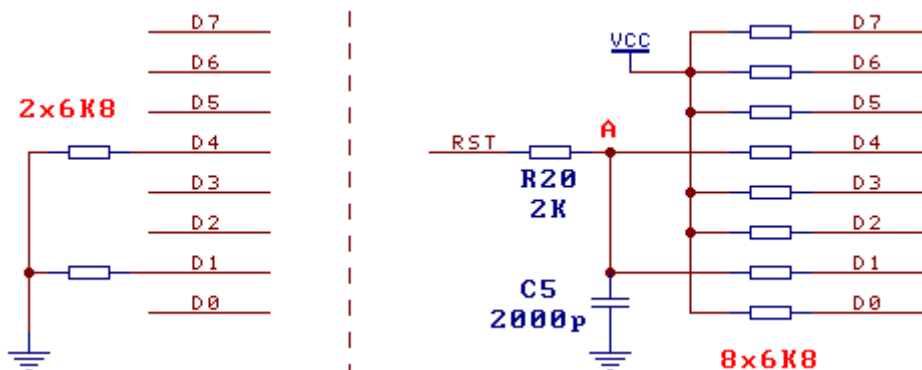 D7
D6
2x6K8
D5
D4
D3
D2
D1
D0
VCC
D7
D6
D5
A
RST
D4
R20
2K
D3
D2
D1
C5
2000p
D0
8x6K8